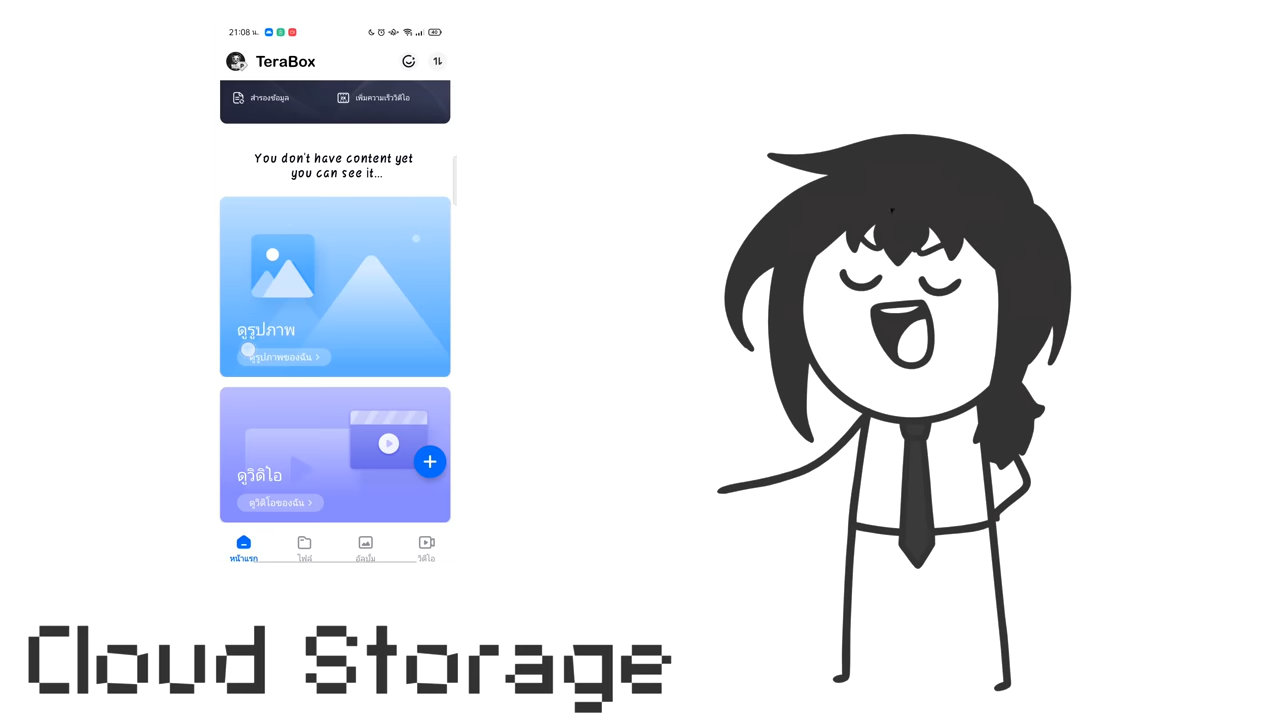 21:08 น.
TeraBox
สำรองข้อมูล
เพิ่มความเร็ววิดีโอ
You don't have content yet
you can see it...
ดูรูปภาพ
ดูรูปภาพของฉัน >
ดูวิดีโอ
ดูวิดีโอของฉัน >
หน้าแรก
ไฟล์
อัลบั้ม
วิดีโอ
Cloud Storage